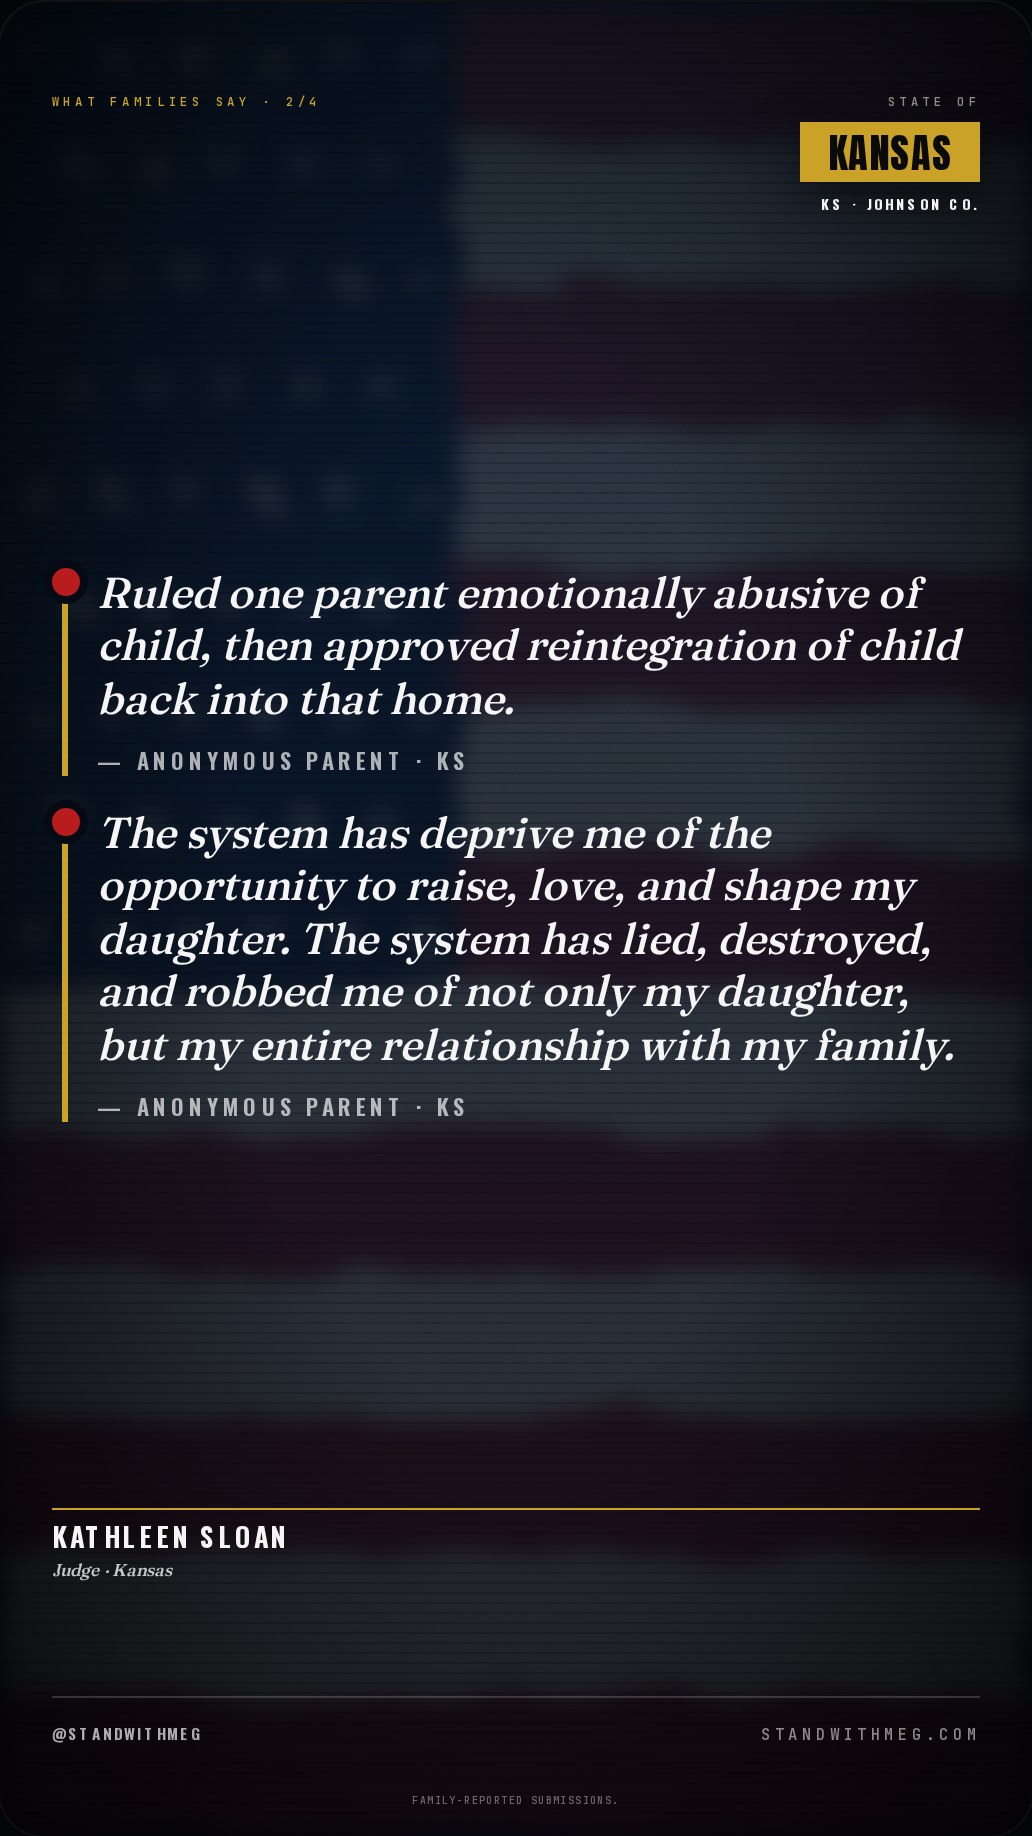 WHAT FAMILIES SAY · 2/4
STATE OF
KANSAS
KS · JOHNSON CO.
Ruled one parent emotionally abusive of
child, then approved reintegration of child
back into that home.
— ANONYMOUS PARENT · KS
The system has deprive me of the
opportunity to raise, love, and shape my
daughter. The system has lied, destroyed,
and robbed me of not only my daughter,
but my entire relationship with my family.
— ANONYMOUS PARENT · KS
KATHLEEN SLOAN
Judge · Kansas
@STANDWITHMEG
STANDWITHMEG.COM
FAMILY-REPORTED SUBMISSIONS.